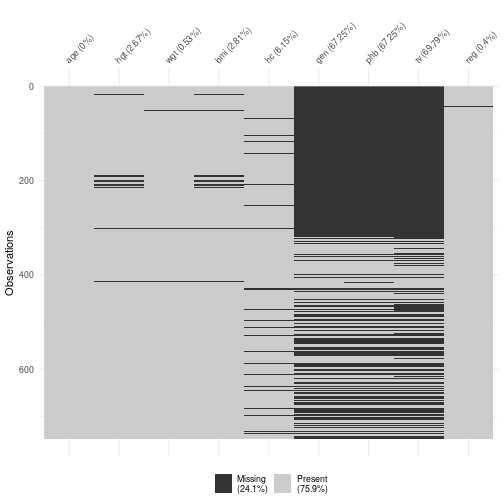 age (0%)
hgt (2.67%)
wgt (0.53%)
bmi (2.81%)
hc (6.15%)
gen (67.25%)
phb (67.25%)
tv (69.79%)
reg (0.4%)
0
200
400
600
Observations
Missing
(24.1%)
Present
(75.9%)